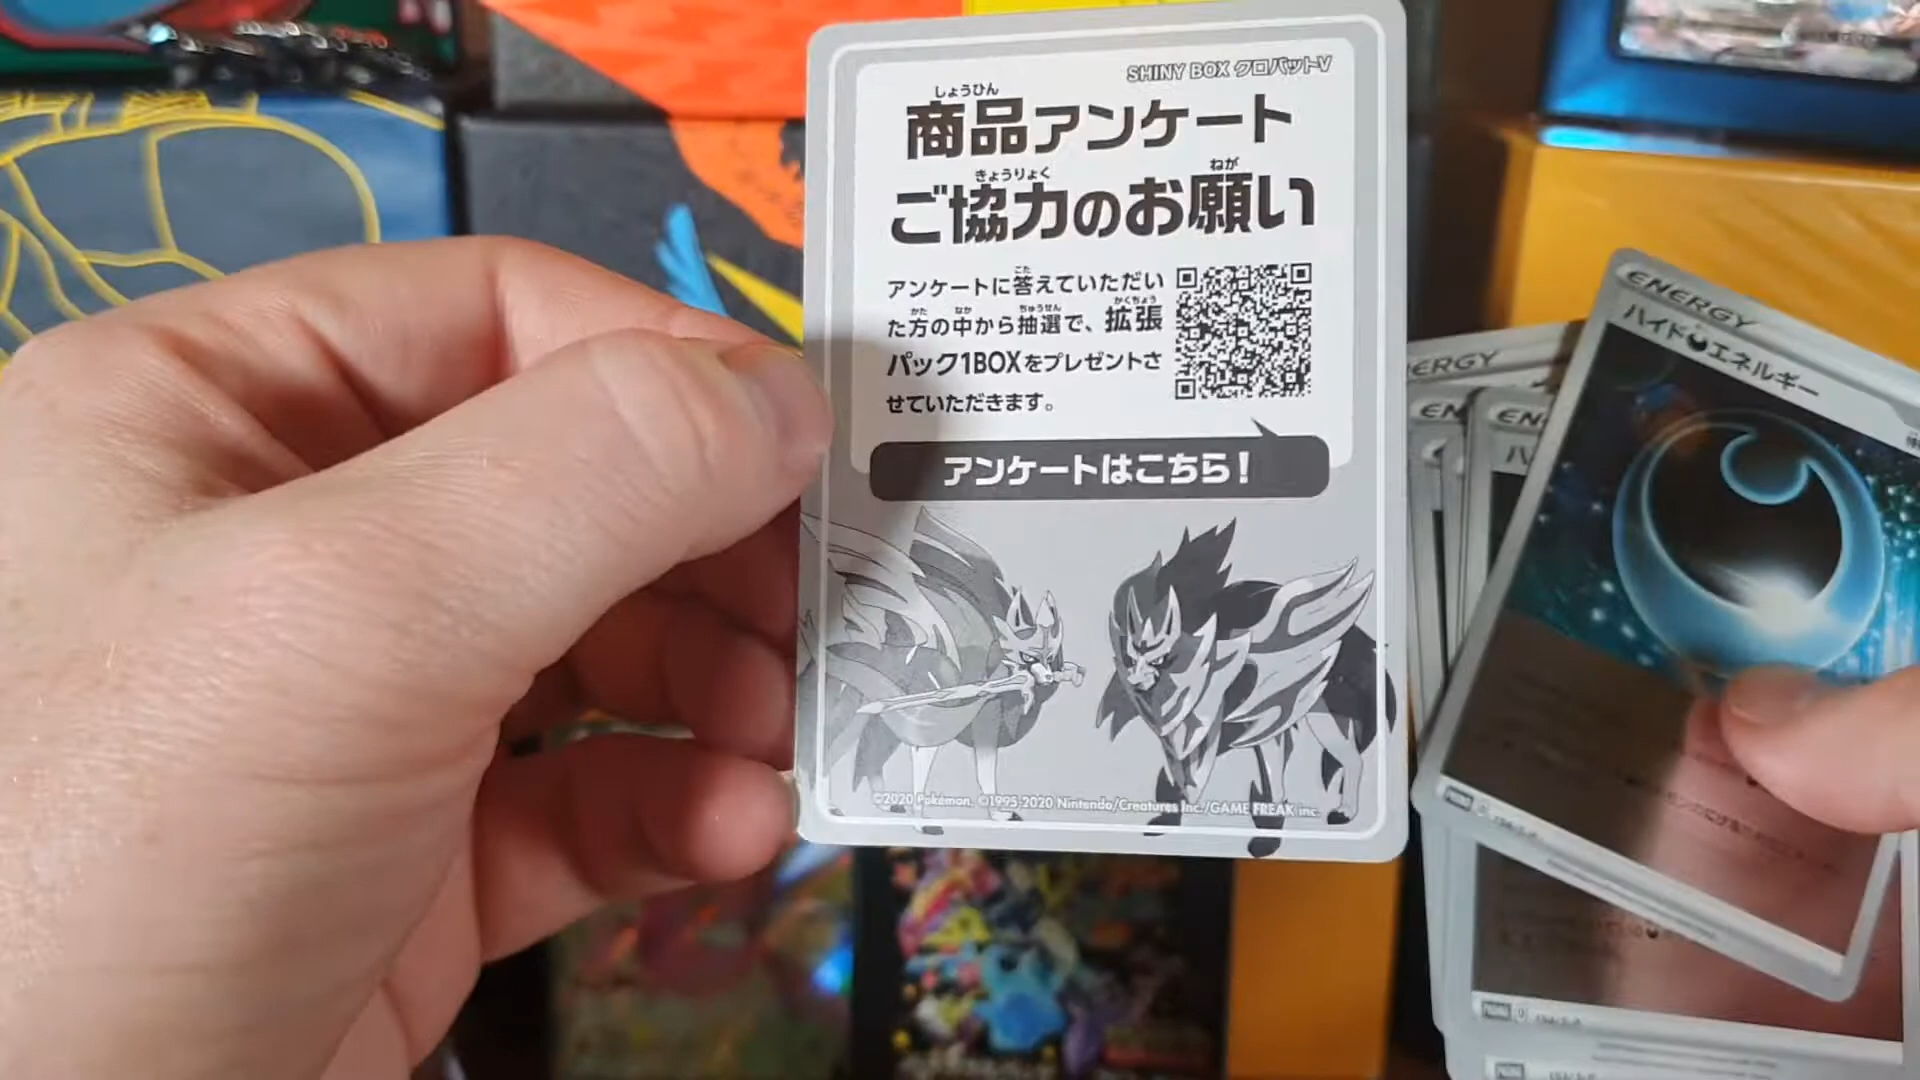 SHINY BOX クロバットV
しょうひん
商品アンケート
きょうりょく ねが
ご協力のお願い
こた
アンケートに答えていただい
かた なか ちゅうせん かくちょう
た方の中から抽選で、拡張
パック1BOXをプレゼントさ
せていただきます。
アンケートはこちら!
©2020 Pokémon. ©1995-2020 Nintendo/Creatures Inc./GAME FREAK inc.
ENERGY
ハイドエネルギー
ERGY
EN
EN
ハ